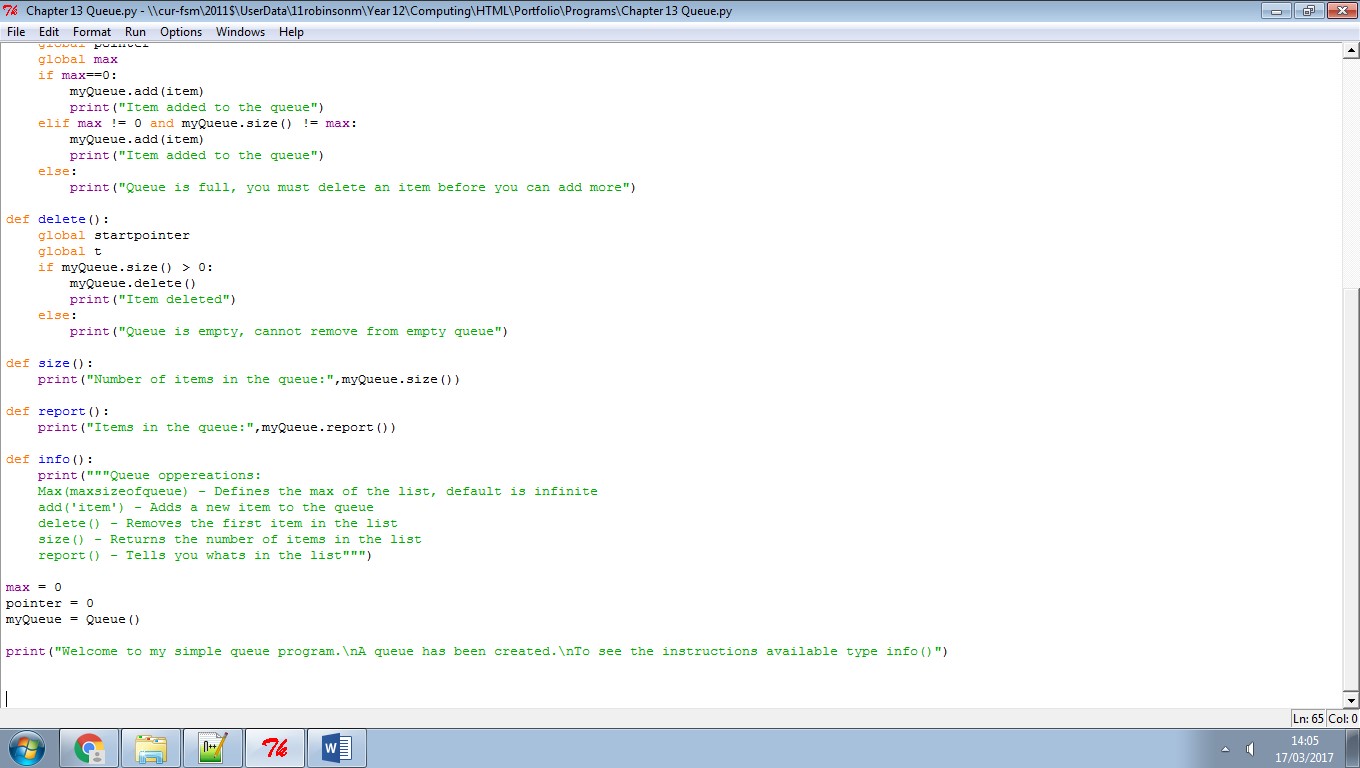 Chapter 13 Queue.py - \\cur-fsm\2011$\UserData\11robinsonm\Year 12\Computing\HTML\Portfolio\Programs\Chapter 13 Queue.py
File Edit Format Run Options Windows Help
global pointer
global max
if max==0:
myQueue.add(item)
print("Item added to the queue")
elif max != 0 and myQueue.size() != max:
myQueue.add(item)
print("Item added to the queue")
else:
print("Queue is full, you must delete an item before you can add more")
def delete():
global startpointer
global t
if myQueue.size() > 0:
myQueue.delete()
print("Item deleted")
else:
print("Queue is empty, cannot remove from empty queue")
def size():
print("Number of items in the queue:",myQueue.size())
def report():
print("Items in the queue:",myQueue.report())
def info():
print("""Queue oppereations:
Max(maxsizeofqueue) - Defines the max of the list, default is infinite
add('item') - Adds a new item to the queue
delete() - Removes the first item in the list
size() - Returns the number of items in the list
report() - Tells you whats in the list""")
max = 0
pointer = 0
myQueue = Queue()
print("Welcome to my simple queue program.\nA queue has been created.\nTo see the instructions available type info()")
Ln: 65 Col: 0
14:05
17/03/2017